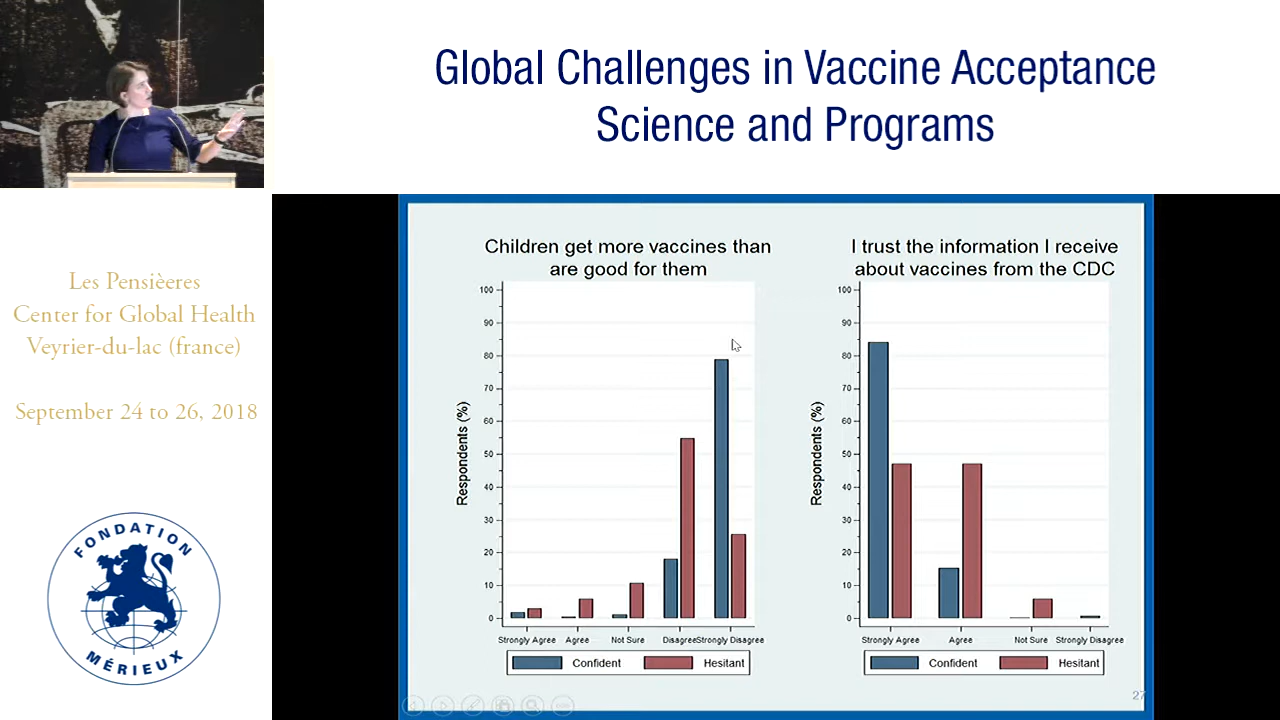 Global Challenges in Vaccine Acceptance
Science and Programs
Les Pensièeres
Center for Global Health
Veyrier-du-lac (france)
September 24 to 26, 2018
FONDATION
MÉRIEUX
Children get more vaccines than
are good for them
Respondents (%)
100
90
80
70
60
50
40
30
20
10
0
Strongly Agree Agree Not Sure Disagree Strongly Disagree
Confident Hesitant
I trust the information I receive
about vaccines from the CDC
Respondents (%)
100
90
80
70
60
50
40
30
20
10
0
Strongly Agree Agree Not Sure Strongly Disagree
Confident Hesitant
27